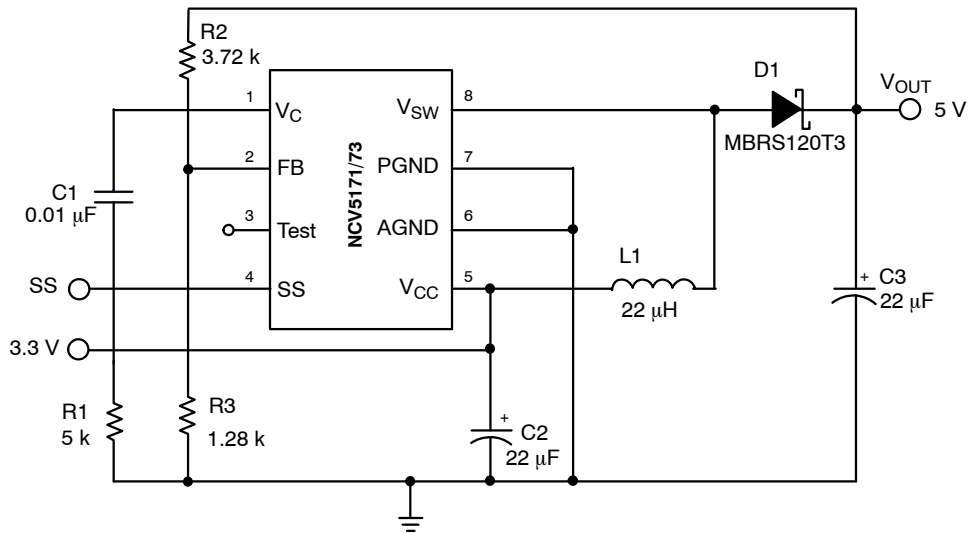 R2
3.72 k
D1
V_OUT
5 V
1
V_C
V_SW
8
MBRS120T3
2
FB
PGND
7
NCV5171/73
C1
0.01 µF
3
Test
AGND
6
L1
SS
4
SS
V_CC
5
22 µH
+
C3
22 µF
3.3 V
R1
5 k
R3
1.28 k
+
C2
22 µF